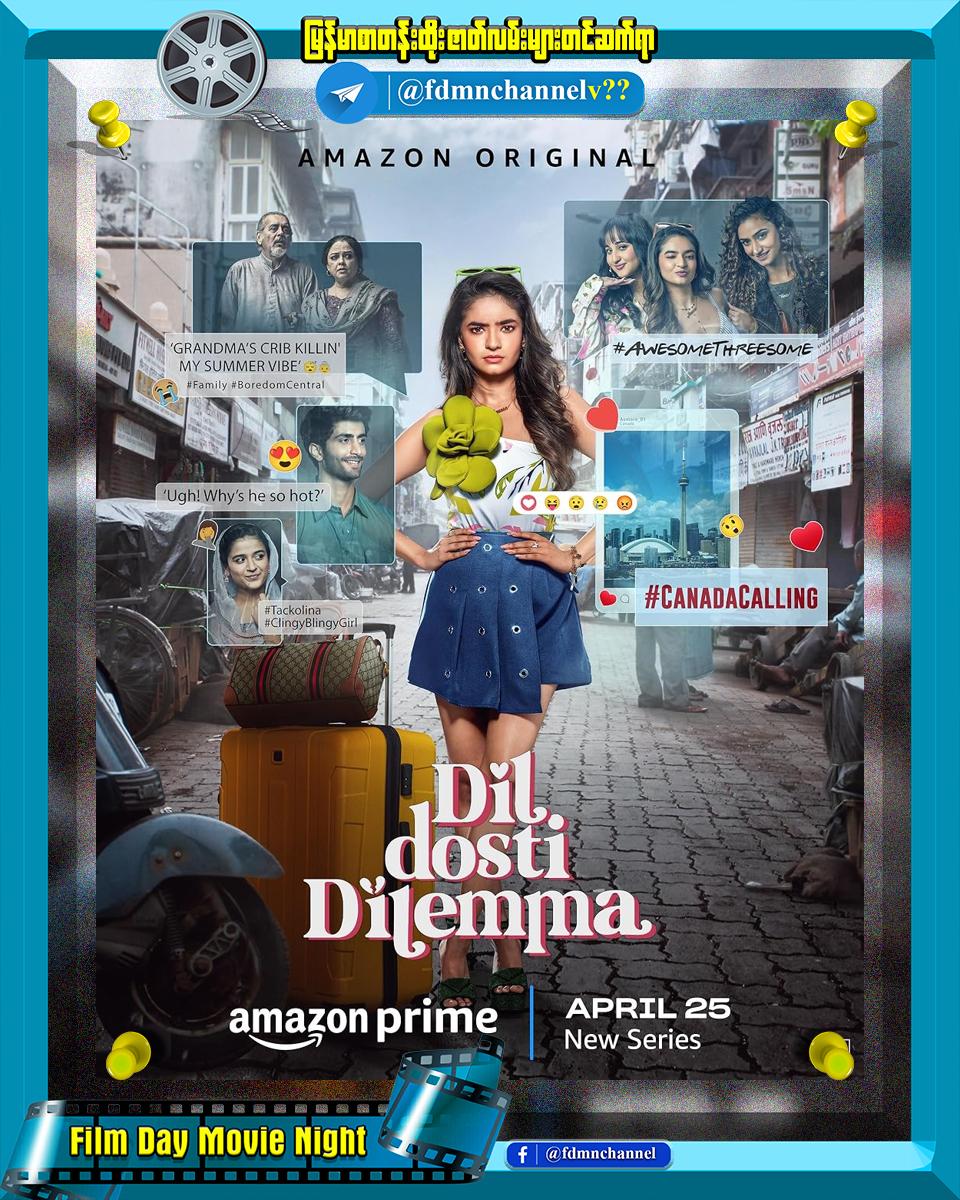 မြန်မာစာတန်းထိုးဇာတ်လမ်းများတင်ဆက်ရာ
@fdmnchannelv??
AMAZON ORIGINAL
‘GRANDMA'S CRIB KILLIN'
MY SUMMER VIBE’
#Family #BoredomCentral
#AWESOMETHREESOME
‘Ugh! Why's he so hot?’
#Tackolina
#ClingyBlingyGirl
#CANADACALLING
Dil
dosti
Dilemma
amazon prime
APRIL 25
New Series
Film Day Movie Night
@fdmnchannel